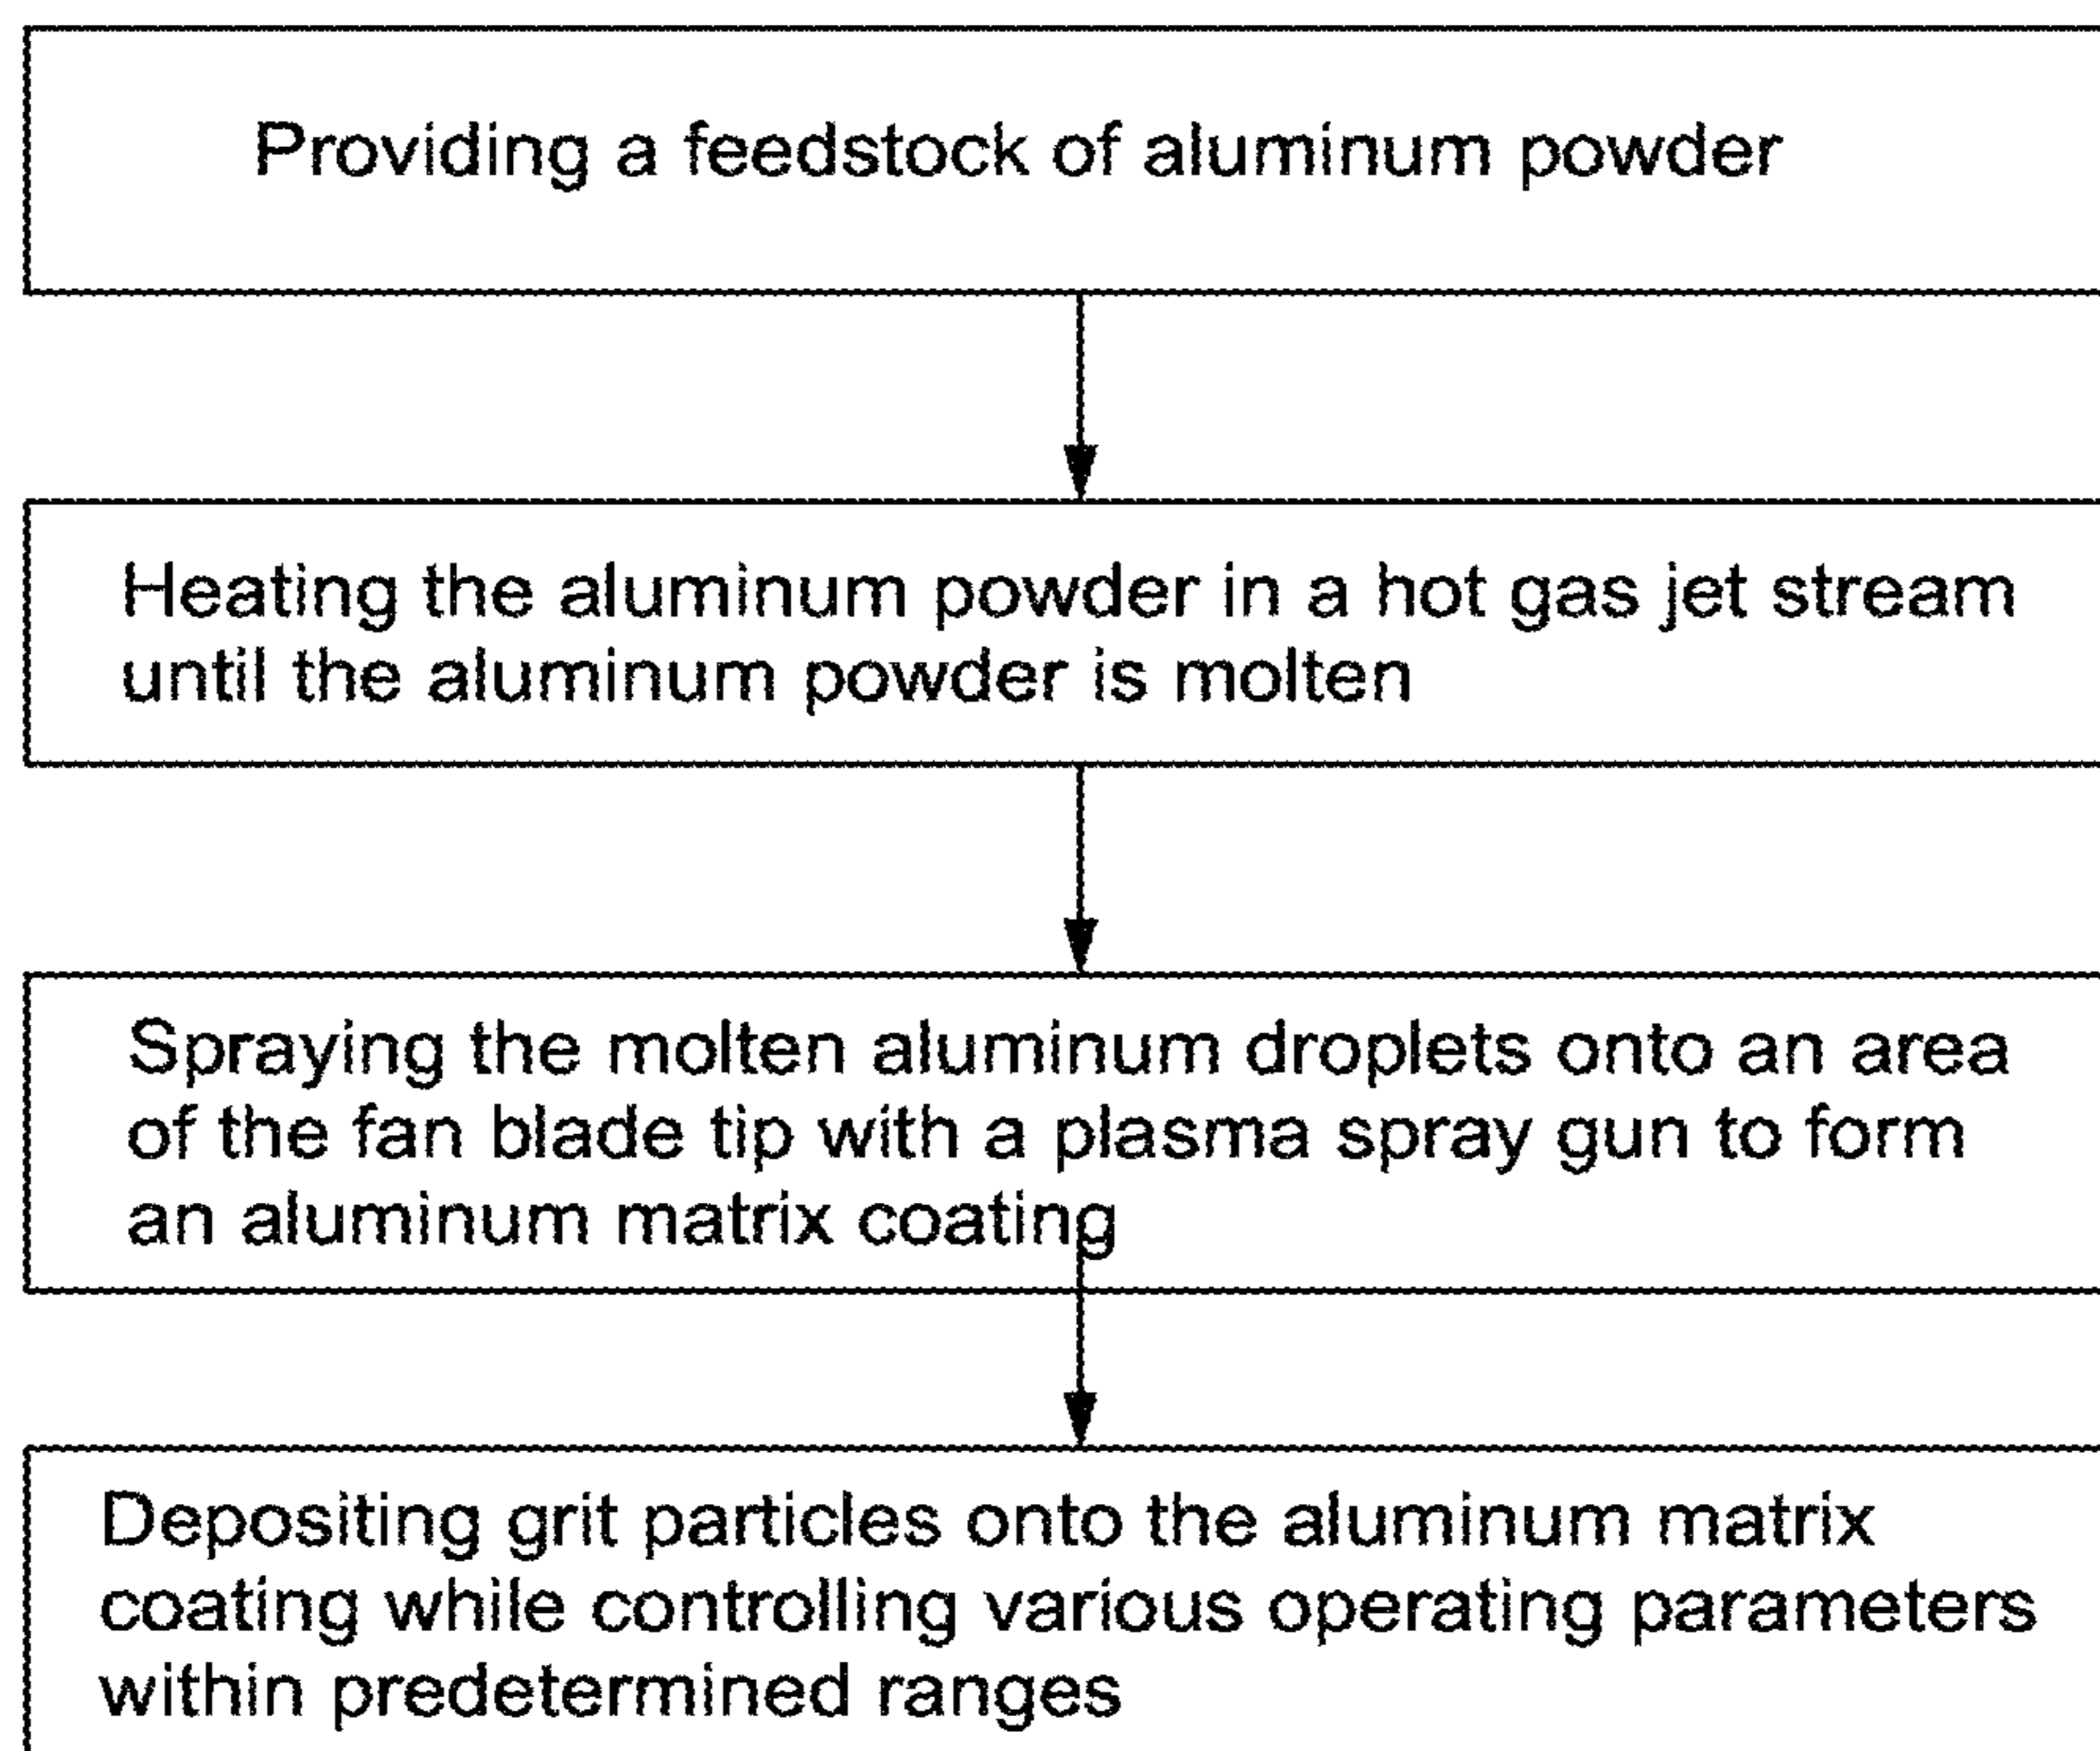 Providing a feedstock of aluminum powder
Heating the aluminum powder in a hot gas jet stream
until the aluminum powder is molten
Spraying the molten aluminum droplets onto an area
of the fan blade tip with a plasma spray gun to form
an aluminum matrix coating
Depositing grit particles onto the aluminum matrix
coating while controlling various operating parameters
within predetermined ranges